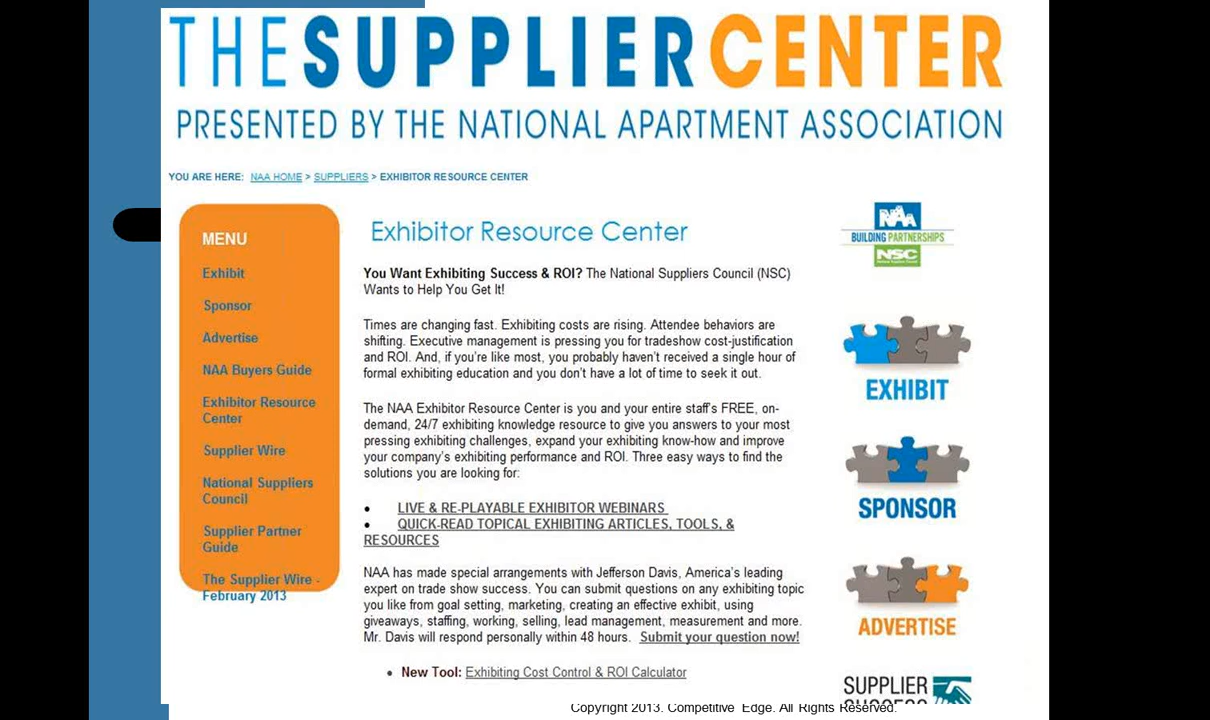 THESUPPLIERCENTER
PRESENTED BY THE NATIONAL APARTMENT ASSOCIATION
YOU ARE HERE: NAA HOME > SUPPLIERS > EXHIBITOR RESOURCE CENTER
MENU
Exhibit
Sponsor
Advertise
NAA Buyers Guide
Exhibitor Resource
Center
Supplier Wire
National Suppliers
Council
Supplier Partner
Guide
The Supplier Wire -
February 2013
Exhibitor Resource Center
You Want Exhibiting Success & ROI? The National Suppliers Council (NSC)
Wants to Help You Get It!
Times are changing fast. Exhibiting costs are rising. Attendee behaviors are
shifting. Executive management is pressing you for tradeshow cost-justification
and ROI. And, if you're like most, you probably haven't received a single hour of
formal exhibiting education and you don't have a lot of time to seek it out.
The NAA Exhibitor Resource Center is you and your entire staff's FREE, on-
demand, 24/7 exhibiting knowledge resource to give you answers to your most
pressing exhibiting challenges, expand your exhibiting know-how and improve
your company's exhibiting performance and ROI. Three easy ways to find the
solutions you are looking for:
• LIVE & RE-PLAYABLE EXHIBITOR WEBINARS
• QUICK-READ TOPICAL EXHIBITING ARTICLES, TOOLS, &
RESOURCES
NAA has made special arrangements with Jefferson Davis, America's leading
expert on trade show success. You can submit questions on any exhibiting topic
you like from goal setting, marketing, creating an effective exhibit, using
giveaways, staffing, working, selling, lead management, measurement and more.
Mr. Davis will respond personally within 48 hours. Submit your question now!
• New Tool: Exhibiting Cost Control & ROI Calculator
NAA
BUILDING PARTNERSHIPS
NSC
EXHIBIT
SPONSOR
ADVERTISE
SUPPLIER
SUCCESS
Copyright 2013. Competitive Edge. All Rights Reserved.